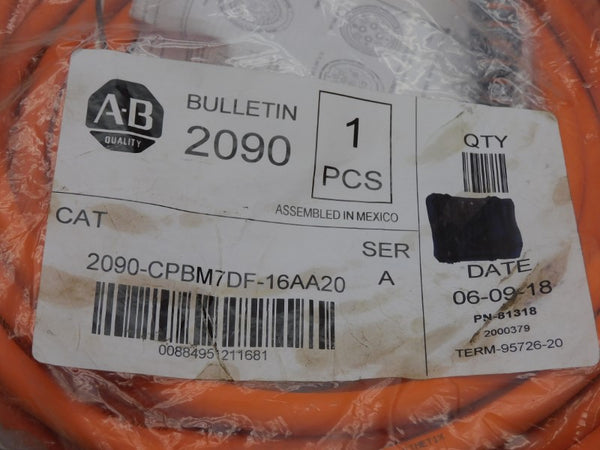 A-B
QUALITY
BULLETIN
2090
1
PCS
ASSEMBLED IN MEXICO
CAT
SER
2090-CPBM7DF-16AA20
A
00884951211681
QTY
DATE
06-09-18
PN-81318
2000379
TERM-95726-20